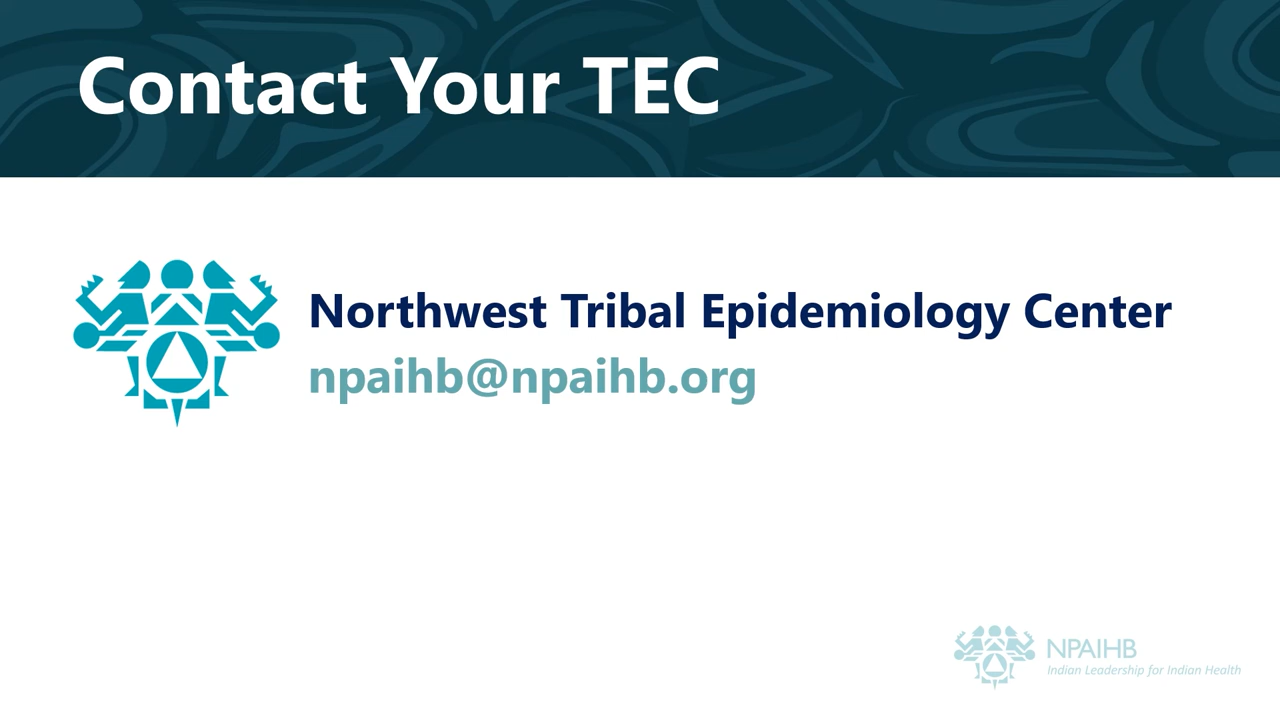 Contact Your TEC
Northwest Tribal Epidemiology Center
npaihb@npaihb.org
NPAIHB
Indian Leadership for Indian Health